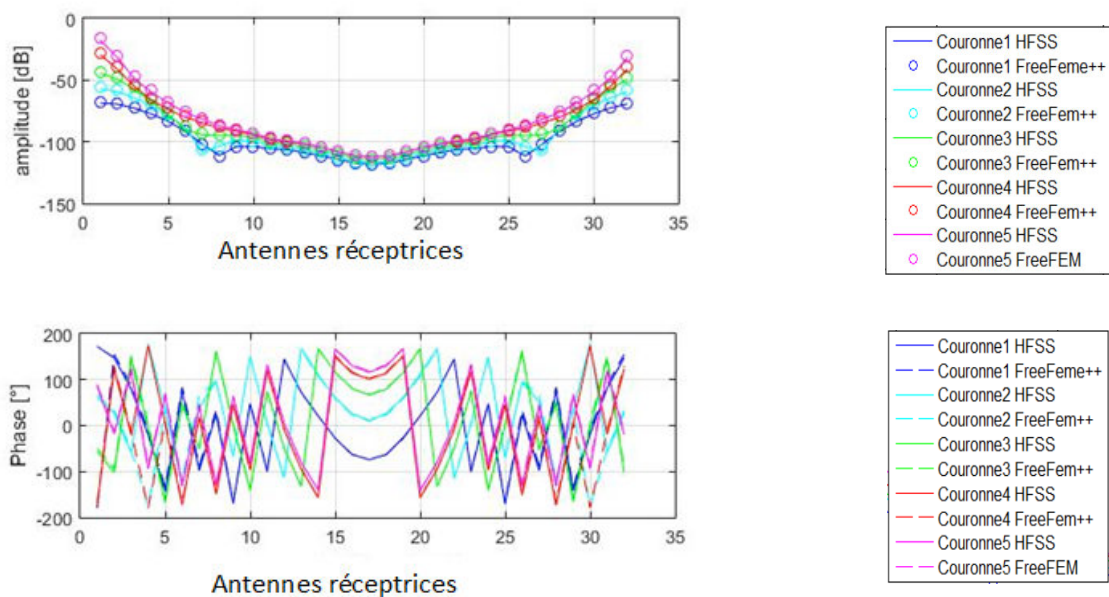 0
-50
-100
-150
amplitude [dB]
0 5 10 15 20 25 30 35
Antennes réceptrices
Couronne1 HFSS
Couronne1 FreeFeme++
Couronne2 HFSS
Couronne2 FreeFem++
Couronne3 HFSS
Couronne3 FreeFem++
Couronne4 HFSS
Couronne4 FreeFem++
Couronne5 HFSS
Couronne5 FreeFEM
200
100
0
-100
-200
Phase [°]
0 5 10 15 20 25 30 35
Antennes réceptrices
Couronne1 HFSS
Couronne1 FreeFeme++
Couronne2 HFSS
Couronne2 FreeFem++
Couronne3 HFSS
Couronne3 FreeFem++
Couronne4 HFSS
Couronne4 FreeFem++
Couronne5 HFSS
Couronne5 FreeFEM